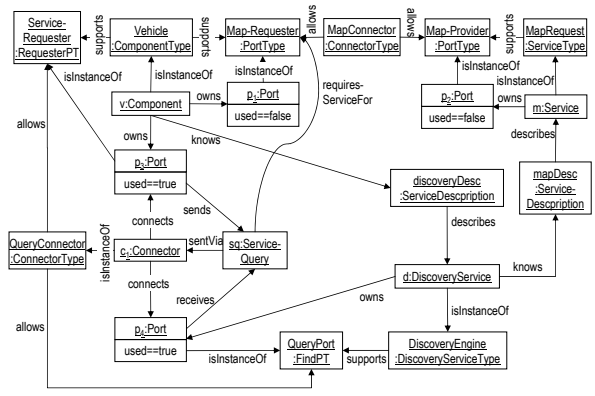 Service-
Requester:
RequesterPT
supports
Vehicle
:ComponentType
supports
Map-Requester
:PortType
allows
MapConnector
:ConnectorType
allows
Map-Provider
:PortType
supports
MapRequest
:ServiceType
isInstanceOf
isInstanceOf
isInstanceOf
isInstanceOf
isInstanceOf
v:Component
owns
p1:Port
used==false
requires-
ServiceFor
p2:Port
used==false
owns
m:Service
allows
owns
knows
describes
p3:Port
used==true
discoveryDesc
:ServiceDescpription
mapDesc
:Service-
Descpription
sends
connects
describes
QueryConnector
:ConnectorType
isInstanceOf
c1:Connector
sentVia
sq:Service-
Query
connects
receives
d:DiscoveryService
knows
owns
allows
isInstanceOf
p4:Port
used==true
isInstanceOf
QueryPort
:FindPT
supports
DiscoveryEngine
:DiscoveryServiceType